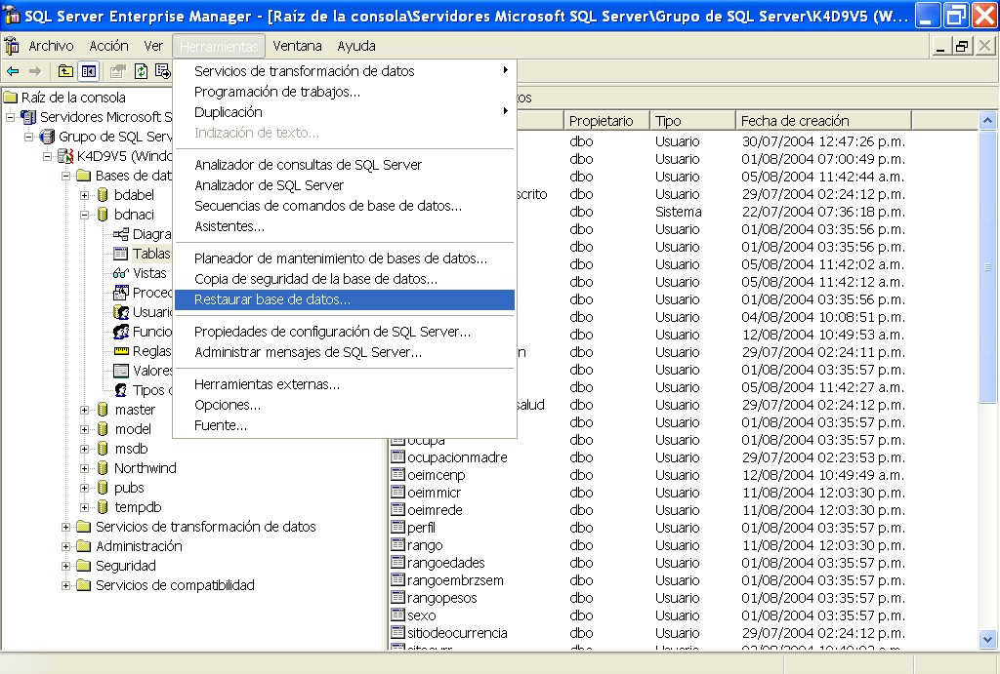 SQL Server Enterprise Manager - [Raíz de la consola\Servidores Microsoft SQL Server\Grupo de SQL Server\K4D9V5 (W...
Archivo Acción Ver Herramientas Ventana Ayuda
Servicios de transformación de datos
Programación de trabajos...
Duplicación
Indización de texto...
Analizador de consultas de SQL Server
Analizador de SQL Server
Secuencias de comandos de base de datos...
Asistentes...
Planeador de mantenimiento de bases de datos...
Copia de seguridad de la base de datos...
Restaurar base de datos...
Propiedades de configuración de SQL Server...
Administrar mensajes de SQL Server...
Herramientas externas...
Opciones...
Fuente...
Raíz de la consola
Servidores Microsoft S
Grupo de SQL Serv
K4D9V5 (Windo
Bases de dat
bdabel
bdnaci
Diagra
Tablas
Vistas
Proced
Usuari
Funcio
Reglas
Valores
Tipos
master
model
msdb
Northwind
pubs
tempdb
Servicios de transformación de datos
Administración
Seguridad
Servicios de compatibilidad
Propietario Tipo Fecha de creación
dbo Usuario 30/07/2004 12:47:26 p.m.
dbo Usuario 01/08/2004 07:00:49 p.m.
dbo Usuario 05/08/2004 11:42:44 a.m.
scrito dbo Usuario 29/07/2004 02:24:12 p.m.
dbo Sistema 22/07/2004 07:36:18 p.m.
dbo Usuario 01/08/2004 03:35:56 p.m.
dbo Usuario 01/08/2004 03:35:56 p.m.
dbo Usuario 05/08/2004 11:42:02 a.m.
dbo Usuario 05/08/2004 11:42:12 a.m.
dbo Usuario 01/08/2004 03:35:56 p.m.
dbo Usuario 04/08/2004 10:08:51 p.m.
dbo Usuario 12/08/2004 10:49:53 a.m.
n dbo Usuario 29/07/2004 02:24:11 p.m.
dbo Usuario 01/08/2004 03:35:57 p.m.
dbo Usuario 05/08/2004 11:42:27 a.m.
salud dbo Usuario 29/07/2004 02:24:12 p.m.
dbo Usuario 01/08/2004 03:35:57 p.m.
ocupa dbo Usuario 01/08/2004 03:35:57 p.m.
ocupacionmadre dbo Usuario 29/07/2004 02:23:53 p.m.
oeimcenp dbo Usuario 12/08/2004 10:49:49 a.m.
oeimmicr dbo Usuario 11/08/2004 12:03:30 p.m.
oeimrede dbo Usuario 11/08/2004 12:03:30 p.m.
perfil dbo Usuario 01/08/2004 03:35:57 p.m.
rango dbo Usuario 11/08/2004 12:03:30 p.m.
rangoedades dbo Usuario 01/08/2004 03:35:57 p.m.
rangoembrzsem dbo Usuario 01/08/2004 03:35:57 p.m.
rangopesos dbo Usuario 01/08/2004 03:35:57 p.m.
sexo dbo Usuario 01/08/2004 03:35:57 p.m.
sitiodeocurrencia dbo Usuario 29/07/2004 02:24:12 p.m.